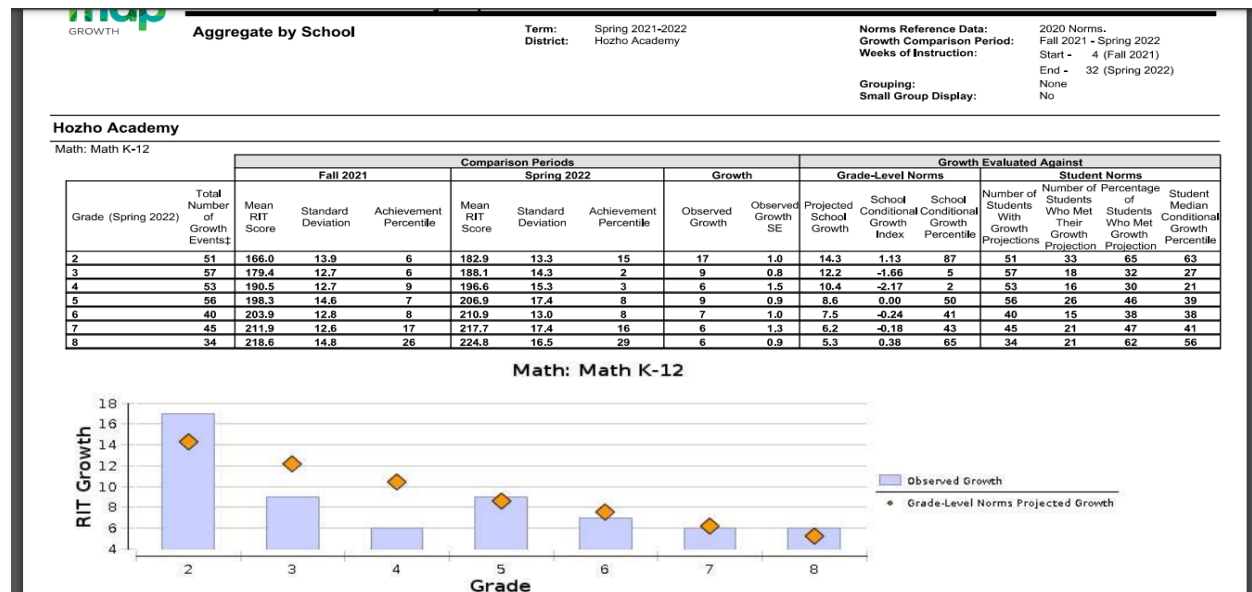 map
GROWTH
Aggregate by School
Term: Spring 2021-2022
District: Hozho Academy
Norms Reference Data: 2020 Norms.
Growth Comparison Period: Fall 2021 - Spring 2022
Weeks of Instruction: Start - 4 (Fall 2021)
End - 32 (Spring 2022)
Grouping: None
Small Group Display: No
Hozho Academy
Math: Math K-12
Comparison Periods Growth Evaluated Against
Fall 2021 Spring 2022 Growth Grade-Level Norms Student Norms
Grade (Spring 2022)
Total Number of Growth Events‡
Mean RIT Score
Standard Deviation
Achievement Percentile
Mean RIT Score
Standard Deviation
Achievement Percentile
Observed Growth
Observed Growth SE
Projected School Growth
School Conditional Growth Index
School Conditional Growth Percentile
Number of Students With Growth Projections
Number of Students Who Met Their Growth Projection
Percentage of Students Who Met Growth Projection
Student Median Conditional Growth Percentile
2 51 166.0 13.9 6 182.9 13.3 15 17 1.0 14.3 1.13 87 51 33 65 63
3 57 179.4 12.7 6 188.1 14.3 2 9 0.8 12.2 -1.66 5 57 18 32 27
4 53 190.5 12.7 9 196.6 15.3 3 6 1.5 10.4 -2.17 2 53 16 30 21
5 56 198.3 14.6 7 206.9 17.4 8 9 0.9 8.6 0.00 50 56 26 46 39
6 40 203.9 12.8 8 210.9 13.0 8 7 1.0 7.5 -0.24 41 40 15 38 38
7 45 211.9 12.6 17 217.7 17.4 16 6 1.3 6.2 -0.18 43 45 21 47 41
8 34 218.6 14.8 26 224.8 16.5 29 6 0.9 5.3 0.38 65 34 21 62 56
Math: Math K-12
RIT Growth
18
16
14
12
10
8
6
4
2 3 4 5 6 7 8
Grade
Observed Growth
Grade-Level Norms Projected Growth